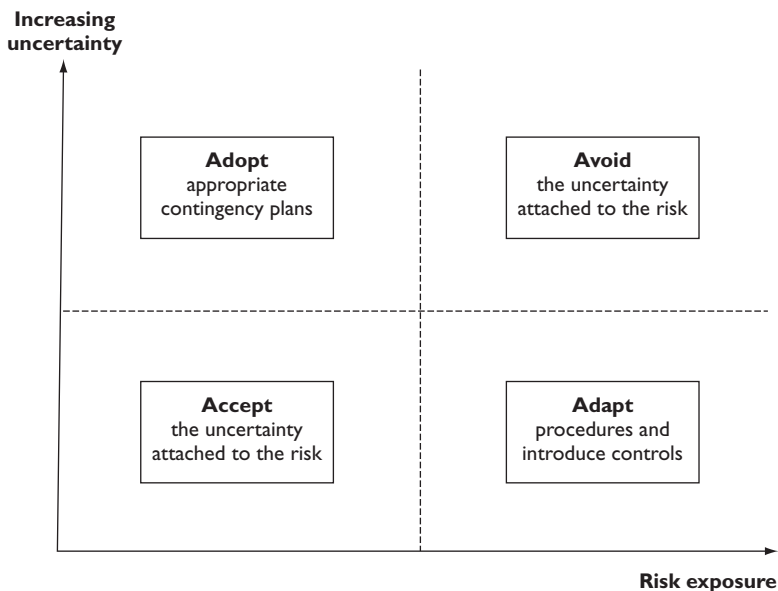 Increasing
uncertainty
Adopt
appropriate
contingency plans
Avoid
the uncertainty
attached to the risk
Accept
the uncertainty
attached to the risk
Adapt
procedures and
introduce controls
Risk exposure